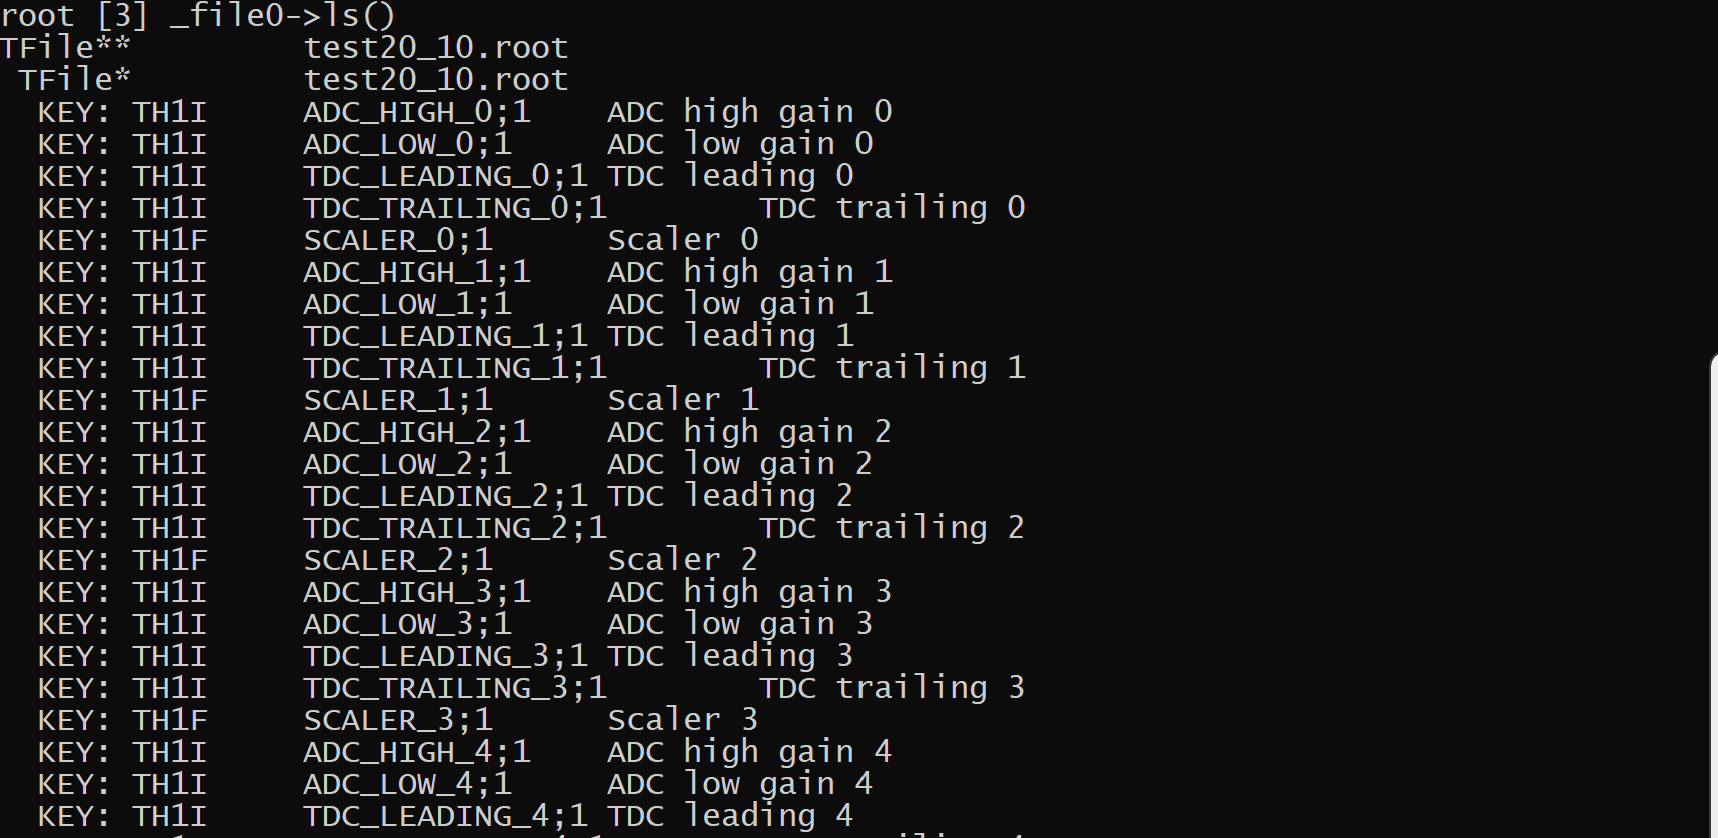 root [3] _file0->ls()
TFile**		test20_10.root
 TFile*		test20_10.root
  KEY: TH1I	ADC_HIGH_0;1	ADC high gain 0
  KEY: TH1I	ADC_LOW_0;1	ADC low gain 0
  KEY: TH1I	TDC_LEADING_0;1	TDC leading 0
  KEY: TH1I	TDC_TRAILING_0;1	TDC trailing 0
  KEY: TH1F	SCALER_0;1	Scaler 0
  KEY: TH1I	ADC_HIGH_1;1	ADC high gain 1
  KEY: TH1I	ADC_LOW_1;1	ADC low gain 1
  KEY: TH1I	TDC_LEADING_1;1	TDC leading 1
  KEY: TH1I	TDC_TRAILING_1;1	TDC trailing 1
  KEY: TH1F	SCALER_1;1	Scaler 1
  KEY: TH1I	ADC_HIGH_2;1	ADC high gain 2
  KEY: TH1I	ADC_LOW_2;1	ADC low gain 2
  KEY: TH1I	TDC_LEADING_2;1	TDC leading 2
  KEY: TH1I	TDC_TRAILING_2;1	TDC trailing 2
  KEY: TH1F	SCALER_2;1	Scaler 2
  KEY: TH1I	ADC_HIGH_3;1	ADC high gain 3
  KEY: TH1I	ADC_LOW_3;1	ADC low gain 3
  KEY: TH1I	TDC_LEADING_3;1	TDC leading 3
  KEY: TH1I	TDC_TRAILING_3;1	TDC trailing 3
  KEY: TH1F	SCALER_3;1	Scaler 3
  KEY: TH1I	ADC_HIGH_4;1	ADC high gain 4
  KEY: TH1I	ADC_LOW_4;1	ADC low gain 4
  KEY: TH1I	TDC_LEADING_4;1	TDC leading 4